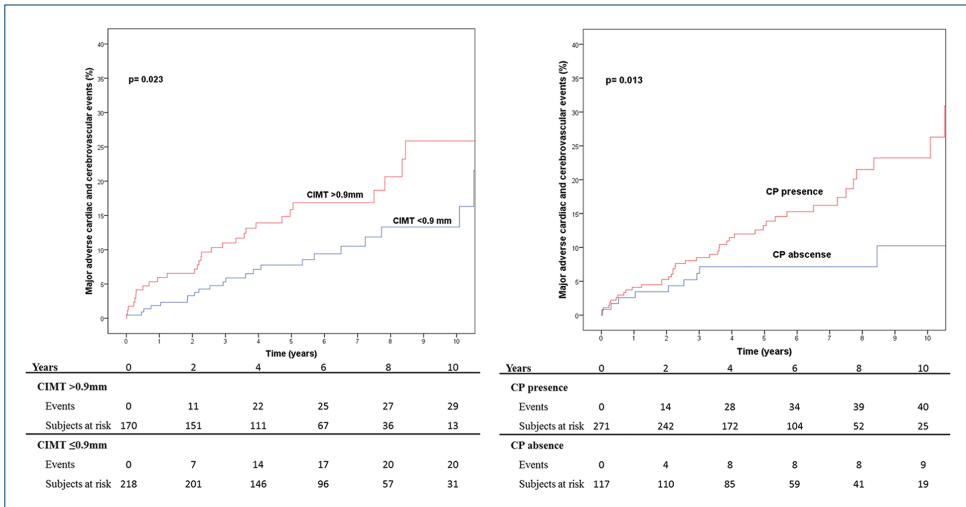 Major adverse cardiac and cerebrovascular events (%)
40
35
30
25
20
15
10
5
0
p= 0.023
CIMT >0.9mm
CIMT <0.9 mm
0 1 2 3 4 5 6 7 8 9 10
Time (years)
Years 0 2 4 6 8 10
CIMT >0.9mm
Events 0 11 22 25 27 29
Subjects at risk 170 151 111 67 36 13
CIMT ≤0.9mm
Events 0 7 14 17 20 20
Subjects at risk 218 201 146 96 57 31
Major adverse cardiac and cerebrovascular events (%)
40
35
30
25
20
15
10
5
0
p= 0.013
CP presence
CP abscense
0 1 2 3 4 5 6 7 8 9 10
Time (years)
Years 0 2 4 6 8 10
CP presence
Events 0 14 28 34 39 40
Subjects at risk 271 242 172 104 52 25
CP absence
Events 0 4 8 8 8 9
Subjects at risk 117 110 85 59 41 19